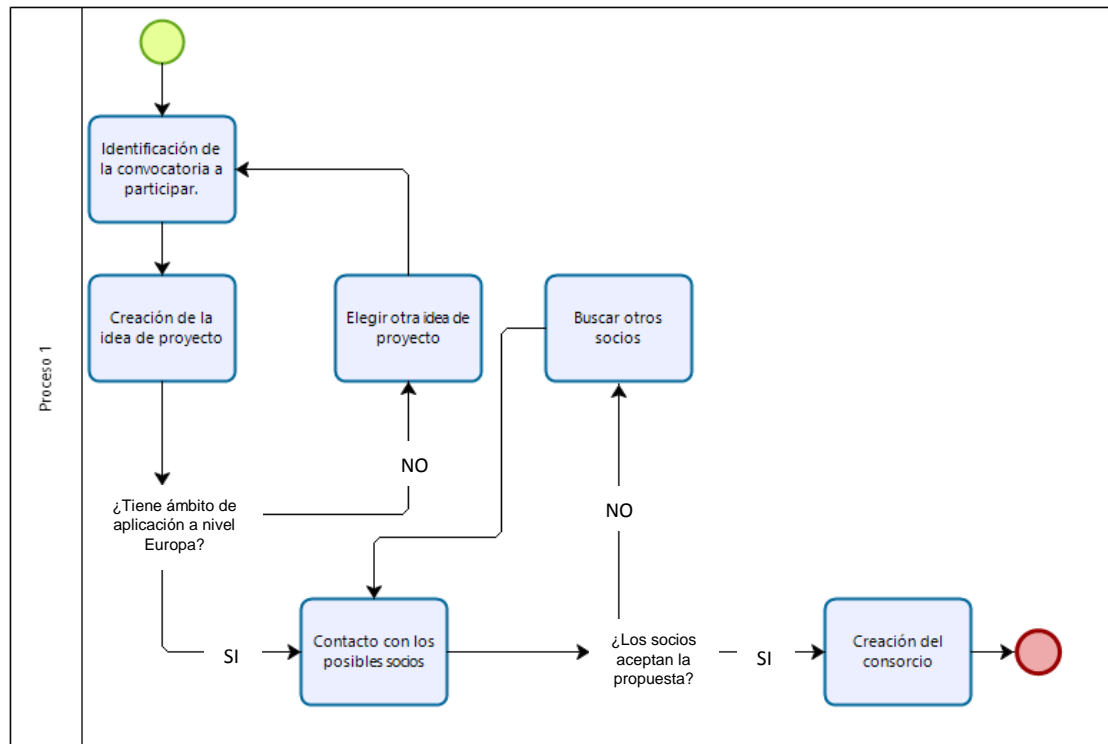 Proceso 1
Identificación de
la convocatoria a
participar.
Creación de la
idea de proyecto
Elegir otra idea de
proyecto
Buscar otros
socios
¿Tiene ámbito de
aplicación a nivel
Europa?
NO
NO
SI
Contacto con los
posibles socios
¿Los socios
aceptan la
propuesta?
SI
Creación del
consorcio